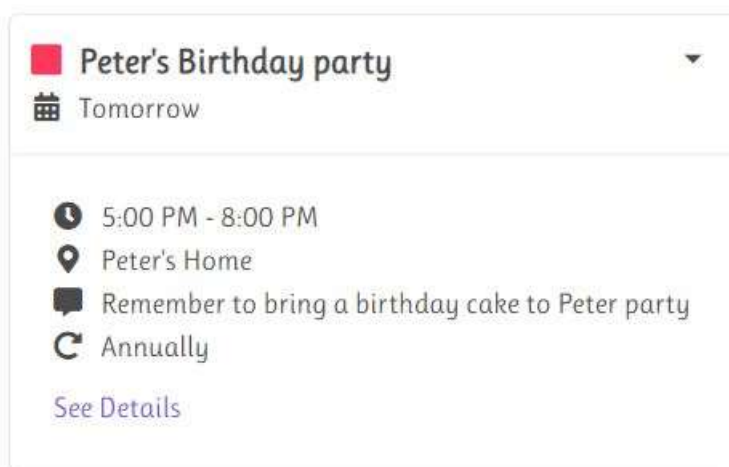 Peter's Birthday party
Tomorrow
5:00 PM - 8:00 PM
Peter's Home
Remember to bring a birthday cake to Peter party
Annually
See Details